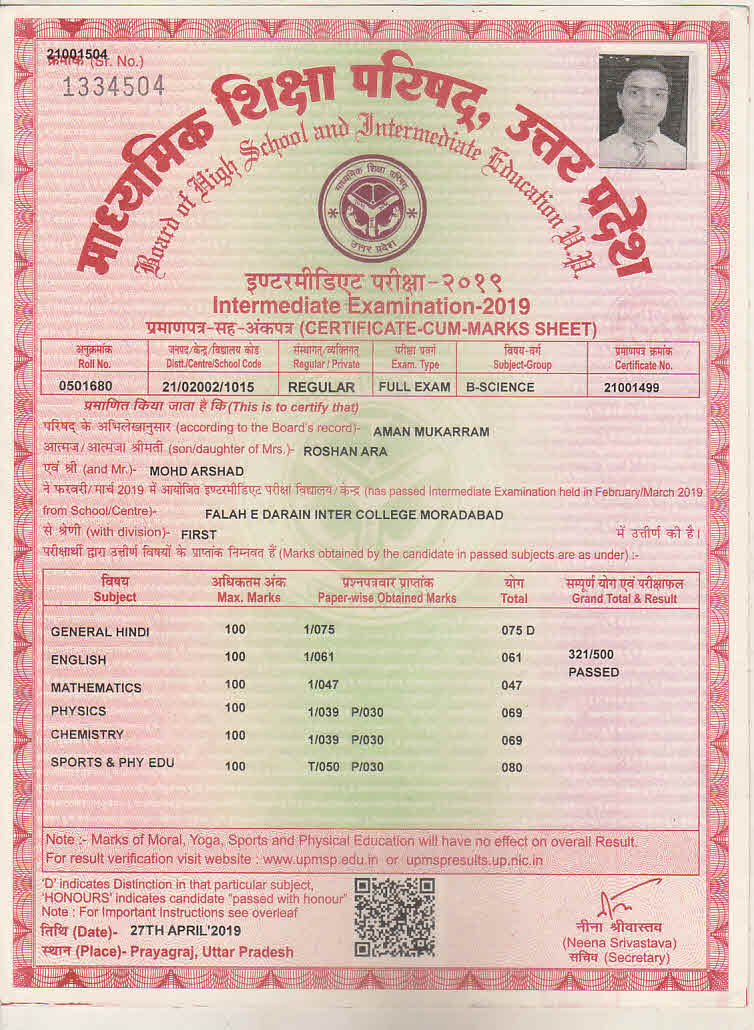 21001504
क्रमांक (Sr. No.)
1334504
माध्यमिक शिक्षा परिषद्, उत्तर प्रदेश
Board of High School and Intermediate Education U.P.
माध्यमिक शिक्षा परिषद्
उत्तर प्रदेश
इण्टरमीडिएट परीक्षा-२०१९
Intermediate Examination-2019
प्रमाणपत्र-सह-अंकपत्र (CERTIFICATE-CUM-MARKS SHEET)
अनुक्रमांक जनपद/केन्द्र/विद्यालय कोड संस्थागत/व्यक्तिगत परीक्षा प्रवर्ग विषय-वर्ग प्रमाणपत्र क्रमांक
Roll No. Distt./Centre/School Code Regular / Private Exam. Type Subject-Group Certificate No.
0501680 21/02002/1015 REGULAR FULL EXAM B-SCIENCE 21001499
प्रमाणित किया जाता है कि (This is to certify that)
परिषद् के अभिलेखानुसार (according to the Board's record)- AMAN MUKARRAM
आत्मज/आत्मजा श्रीमती (son/daughter of Mrs.)- ROSHAN ARA
एवं श्री (and Mr.)- MOHD ARSHAD
ने फरवरी/मार्च 2019 में आयोजित इण्टरमीडिएट परीक्षा विद्यालय/केन्द्र (has passed Intermediate Examination held in February/March 2019
from School/Centre)- FALAH E DARAIN INTER COLLEGE MORADABAD
से श्रेणी (with division)- FIRST में उत्तीर्ण की है।
परीक्षार्थी द्वारा उत्तीर्ण विषयों के प्राप्तांक निम्नवत् हैं (Marks obtained by the candidate in passed subjects are as under) :-
विषय अधिकतम अंक प्रश्नपत्रवार प्राप्तांक योग सम्पूर्ण योग एवं परीक्षाफल
Subject Max. Marks Paper-wise Obtained Marks Total Grand Total & Result
GENERAL HINDI 100 1/075 075 D
ENGLISH 100 1/061 061 321/500
PASSED
MATHEMATICS 100 1/047 047
PHYSICS 100 1/039 P/030 069
CHEMISTRY 100 1/039 P/030 069
SPORTS & PHY EDU 100 T/050 P/030 080
Note :- Marks of Moral, Yoga, Sports and Physical Education will have no effect on overall Result.
For result verification visit website : www.upmsp.edu.in or upmspresults.up.nic.in
'D' indicates Distinction in that particular subject,
'HONOURS' indicates candidate "passed with honour"
Note : For Important Instructions see overleaf
तिथि (Date)- 27TH APRIL'2019
स्थान (Place)- Prayagraj, Uttar Pradesh
नीना श्रीवास्तव
(Neena Srivastava)
सचिव (Secretary)